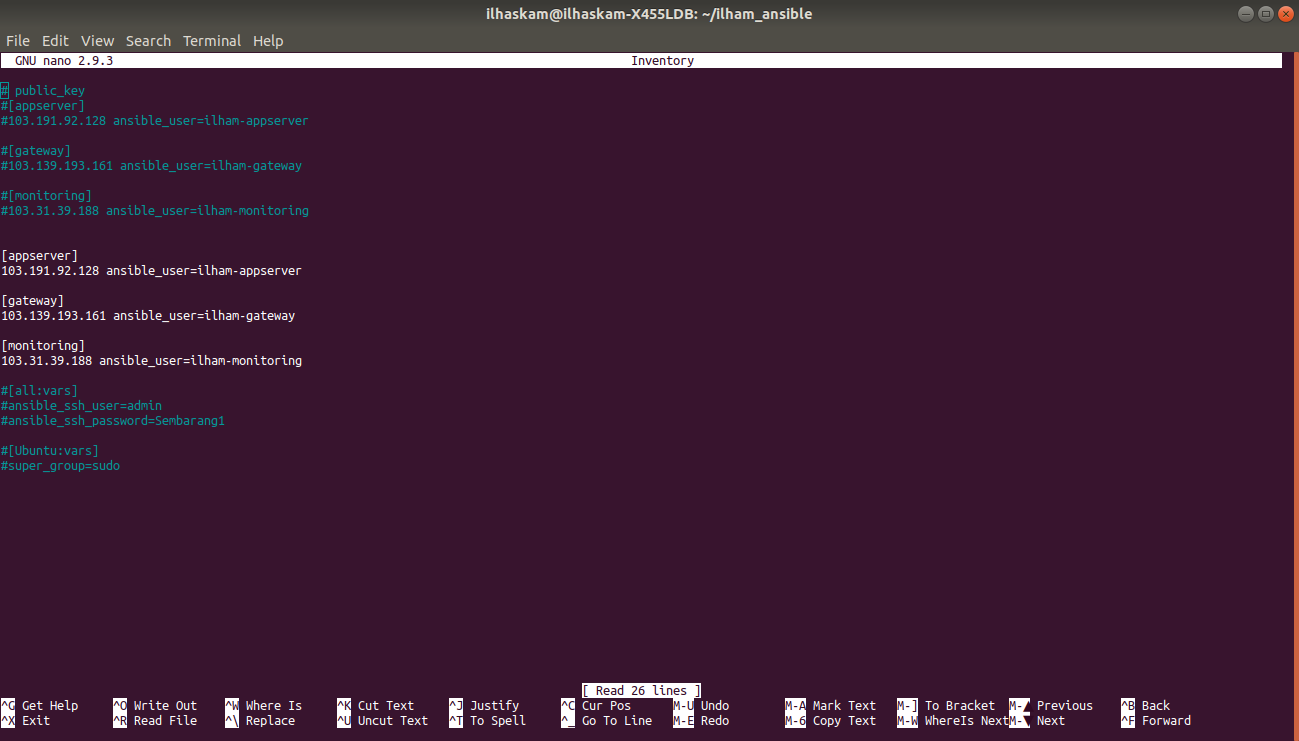 ilhaskam@ilhaskam-X455LDB: ~/ilham_ansible
File Edit View Search Terminal Help
GNU nano 2.9.3 Inventory
# public_key
#[appserver]
#103.191.92.128 ansible_user=ilham-appserver
#[gateway]
#103.139.193.161 ansible_user=ilham-gateway
#[monitoring]
#103.31.39.188 ansible_user=ilham-monitoring
[appserver]
103.191.92.128 ansible_user=ilham-appserver
[gateway]
103.139.193.161 ansible_user=ilham-gateway
[monitoring]
103.31.39.188 ansible_user=ilham-monitoring
#[all:vars]
#ansible_ssh_user=admin
#ansible_ssh_password=Sembarang1
#[Ubuntu:vars]
#super_group=sudo
[ Read 26 lines ]
^G Get Help ^O Write Out ^W Where Is ^K Cut Text ^J Justify ^C Cur Pos M-U Undo M-A Mark Text M-] To Bracket M-▲ Previous ^B Back
^X Exit ^R Read File ^\ Replace ^U Uncut Text ^T To Spell ^_ Go To Line M-E Redo M-6 Copy Text M-W WhereIs Next M-▼ Next ^F Forward